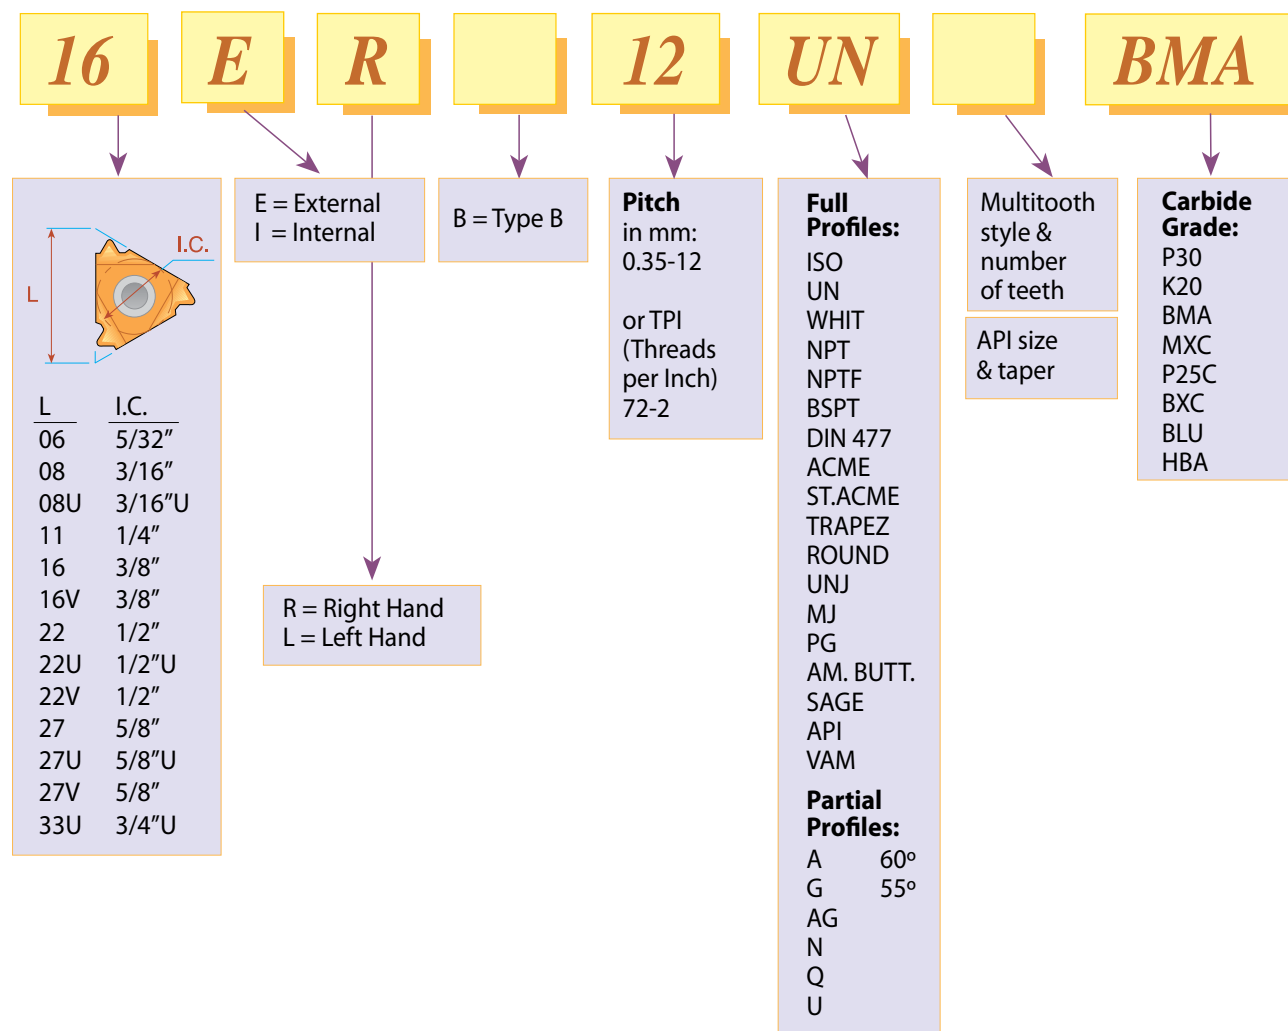 16 E R 12 UN BMA
L
I.C.
L I.C.
06 5/32”
08 3/16”
08U 3/16”U
11 1/4”
16 3/8”
16V 3/8”
22 1/2”
22U 1/2”U
22V 1/2”
27 5/8”
27U 5/8”U
27V 5/8”
33U 3/4”U
E = External
I = Internal
R = Right Hand
L = Left Hand
B = Type B
Pitch
in mm:
0.35-12
or TPI
(Threads
per Inch)
72-2
Full
Profiles:
ISO
UN
WHIT
NPT
NPTF
BSPT
DIN 477
ACME
ST.ACME
TRAPEZ
ROUND
UNJ
MJ
PG
AM. BUTT.
SAGE
API
VAM
Partial
Profiles:
A 60º
G 55º
AG
N
Q
U
Multitooth
style &
number
of teeth
API size
& taper
Carbide
Grade:
P30
K20
BMA
MXC
P25C
BXC
BLU
HBA